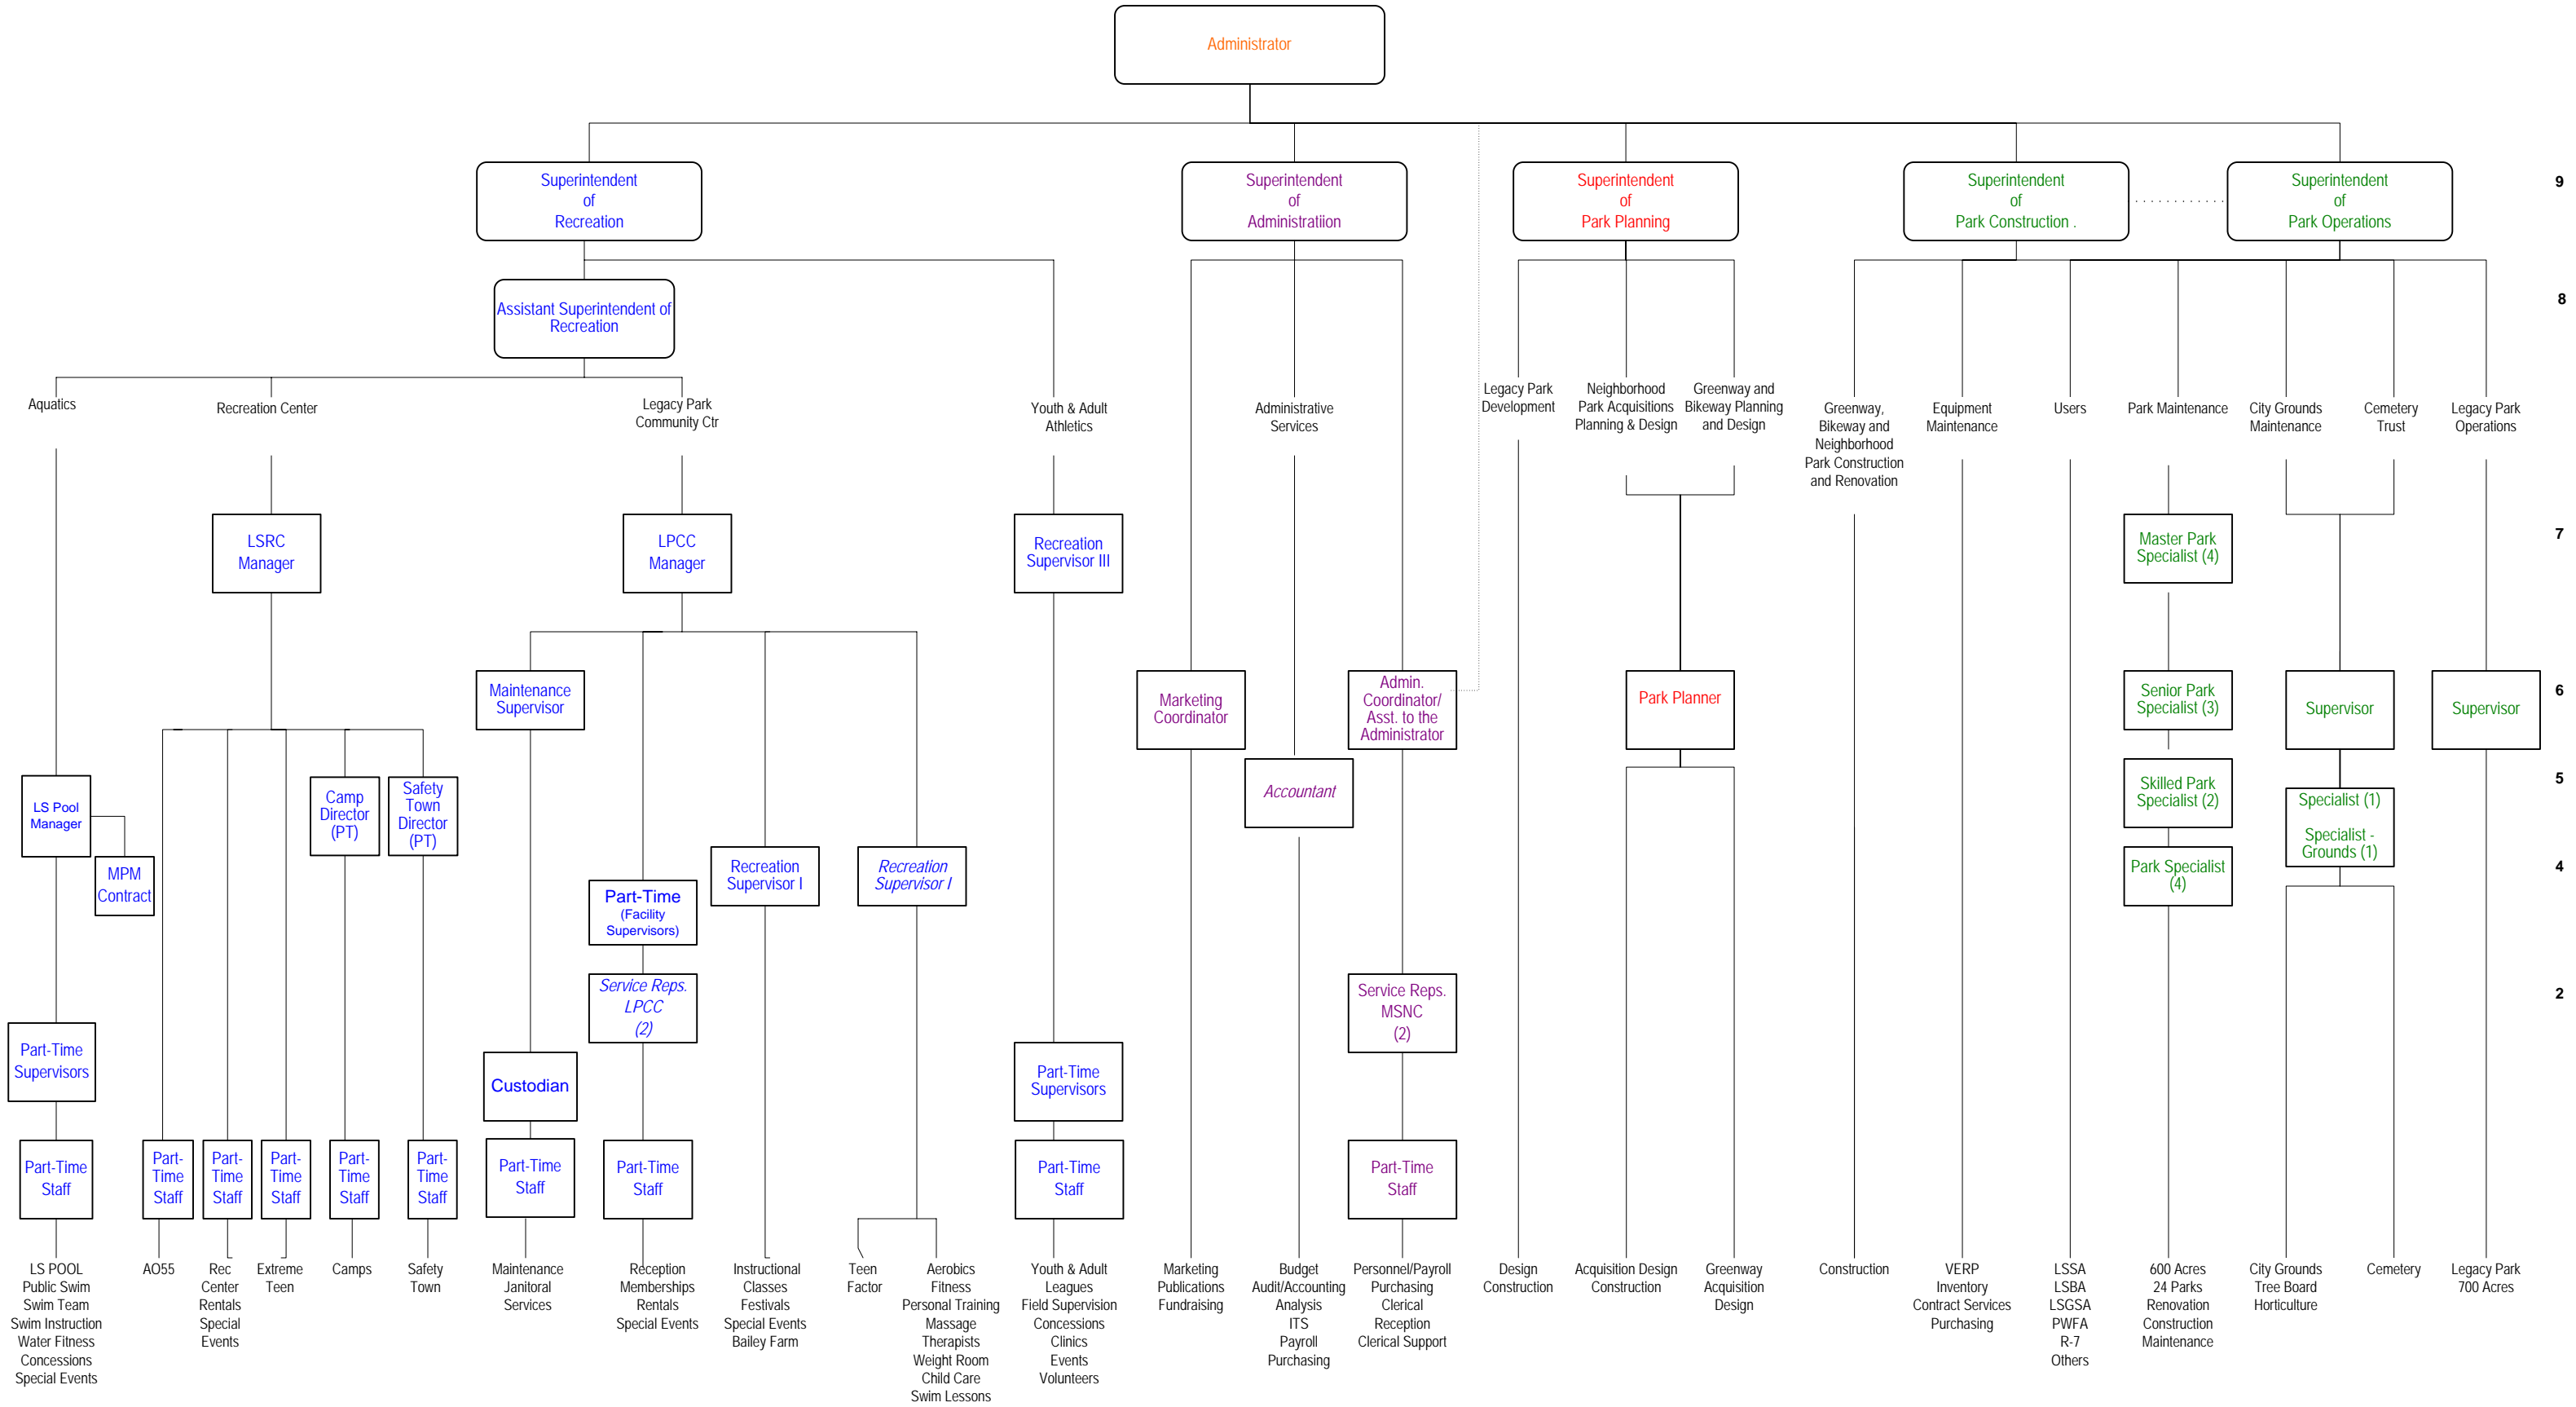 Administrator
Superintendent
of
Recreation
Superintendent
of
Administratiion
Superintendent
of
Park Planning
Superintendent
of
Park Construction .
Superintendent
of
Park Operations
9
Assistant Superintendent of
Recreation
8
Aquatics
Recreation Center
Legacy Park
Community Ctr
Youth & Adult
Athletics
Administrative
Services
Legacy Park
Development
Neighborhood
Park Acquisitions
Planning & Design
Greenway and
Bikeway Planning
and Design
Greenway,
Bikeway and
Neighborhood
Park Construction
and Renovation
Equipment
Maintenance
Users
Park Maintenance
City Grounds
Maintenance
Cemetery
Trust
Legacy Park
Operations
LSRC
Manager
LPCC
Manager
Recreation
Supervisor III
Master Park
Specialist (4)
7
Maintenance
Supervisor
Marketing
Coordinator
Admin.
Coordinator/
Asst. to the
Administrator
Park Planner
Senior Park
Specialist (3)
Supervisor
Supervisor
6
LS Pool
Manager
Camp
Director
(PT)
Safety
Town
Director
(PT)
Accountant
Skilled Park
Specialist (2)
Specialist (1)
Specialist -
Grounds (1)
5
MPM
Contract
Part-Time
(Facility
Supervisors)
Recreation
Supervisor I
Recreation
Supervisor I
Park Specialist
(4)
4
Service Reps.
LPCC
(2)
Service Reps.
MSNC
(2)
2
Part-Time
Supervisors
Custodian
Part-Time
Supervisors
Part-Time
Staff
Part-
Time
Staff
Part-
Time
Staff
Part-
Time
Staff
Part-
Time
Staff
Part-
Time
Staff
Part-Time
Staff
Part-Time
Staff
Part-Time
Staff
Part-Time
Staff
LS POOL
Public Swim
Swim Team
Swim Instruction
Water Fitness
Concessions
Special Events
AO55
Rec
Center
Rentals
Special
Events
Extreme
Teen
Camps
Safety
Town
Maintenance
Janitoral
Services
Reception
Memberships
Rentals
Special Events
Instructional
Classes
Festivals
Special Events
Bailey Farm
Teen
Factor
Aerobics
Fitness
Personal Training
Massage
Therapists
Weight Room
Child Care
Swim Lessons
Youth & Adult
Leagues
Field Supervision
Concessions
Clinics
Events
Volunteers
Marketing
Publications
Fundraising
Budget
Audit/Accounting
Analysis
ITS
Payroll
Purchasing
Personnel/Payroll
Purchasing
Clerical
Reception
Clerical Support
Design
Construction
Acquisition Design
Construction
Greenway
Acquisition
Design
Construction
VERP
Inventory
Contract Services
Purchasing
LSSA
LSBA
LSGSA
PWFA
R-7
Others
600 Acres
24 Parks
Renovation
Construction
Maintenance
City Grounds
Tree Board
Horticulture
Cemetery
Legacy Park
700 Acres